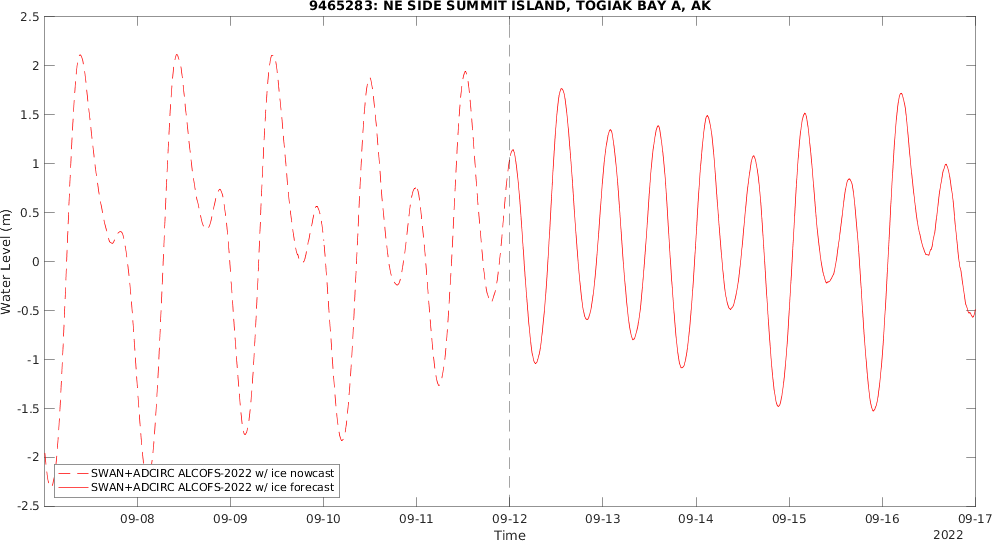 9465283: NE SIDE SUMMIT ISLAND, TOGIAK BAY A, AK
2.5
2
1.5
1
0.5
0
-0.5
-1
-1.5
-2
-2.5
Water Level (m)
SWAN+ADCIRC ALCOFS-2022 w/ ice nowcast
SWAN+ADCIRC ALCOFS-2022 w/ ice forecast
09-08 09-09 09-10 09-11 09-12 09-13 09-14 09-15 09-16 09-17
Time
2022